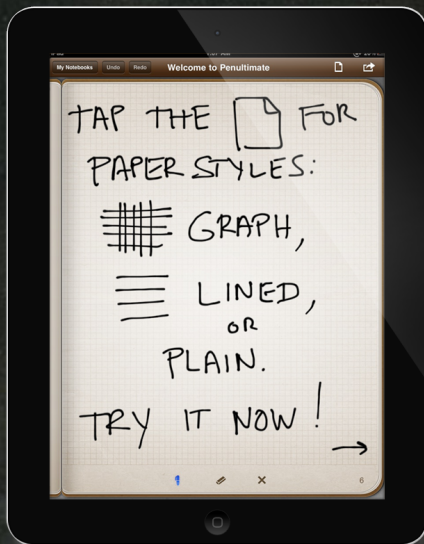 My Notebooks Undo Redo Welcome to Penultimate
TAP THE FOR
PAPER STYLES:
GRAPH,
LINED,
OR
PLAIN.
TRY IT NOW!
6